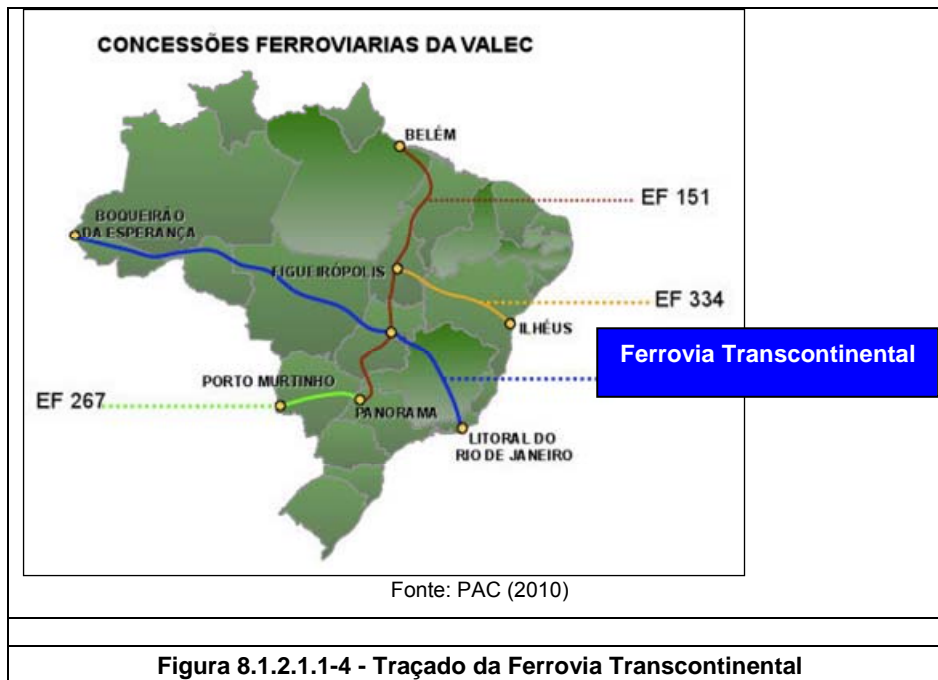 CONCESSÕES FERROVIARIAS DA VALEC
BELÉM
EF 151
BOQUEIRÃO
DA ESPERANÇA
FIGUEIRÓPOLIS
EF 334
ILHÉUS
Ferrovia Transcontinental
PORTO MURTINHO
EF 267
PANORAMA
LITORAL DO
RIO DE JANEIRO
Fonte: PAC (2010)
Figura 8.1.2.1.1-4 - Traçado da Ferrovia Transcontinental